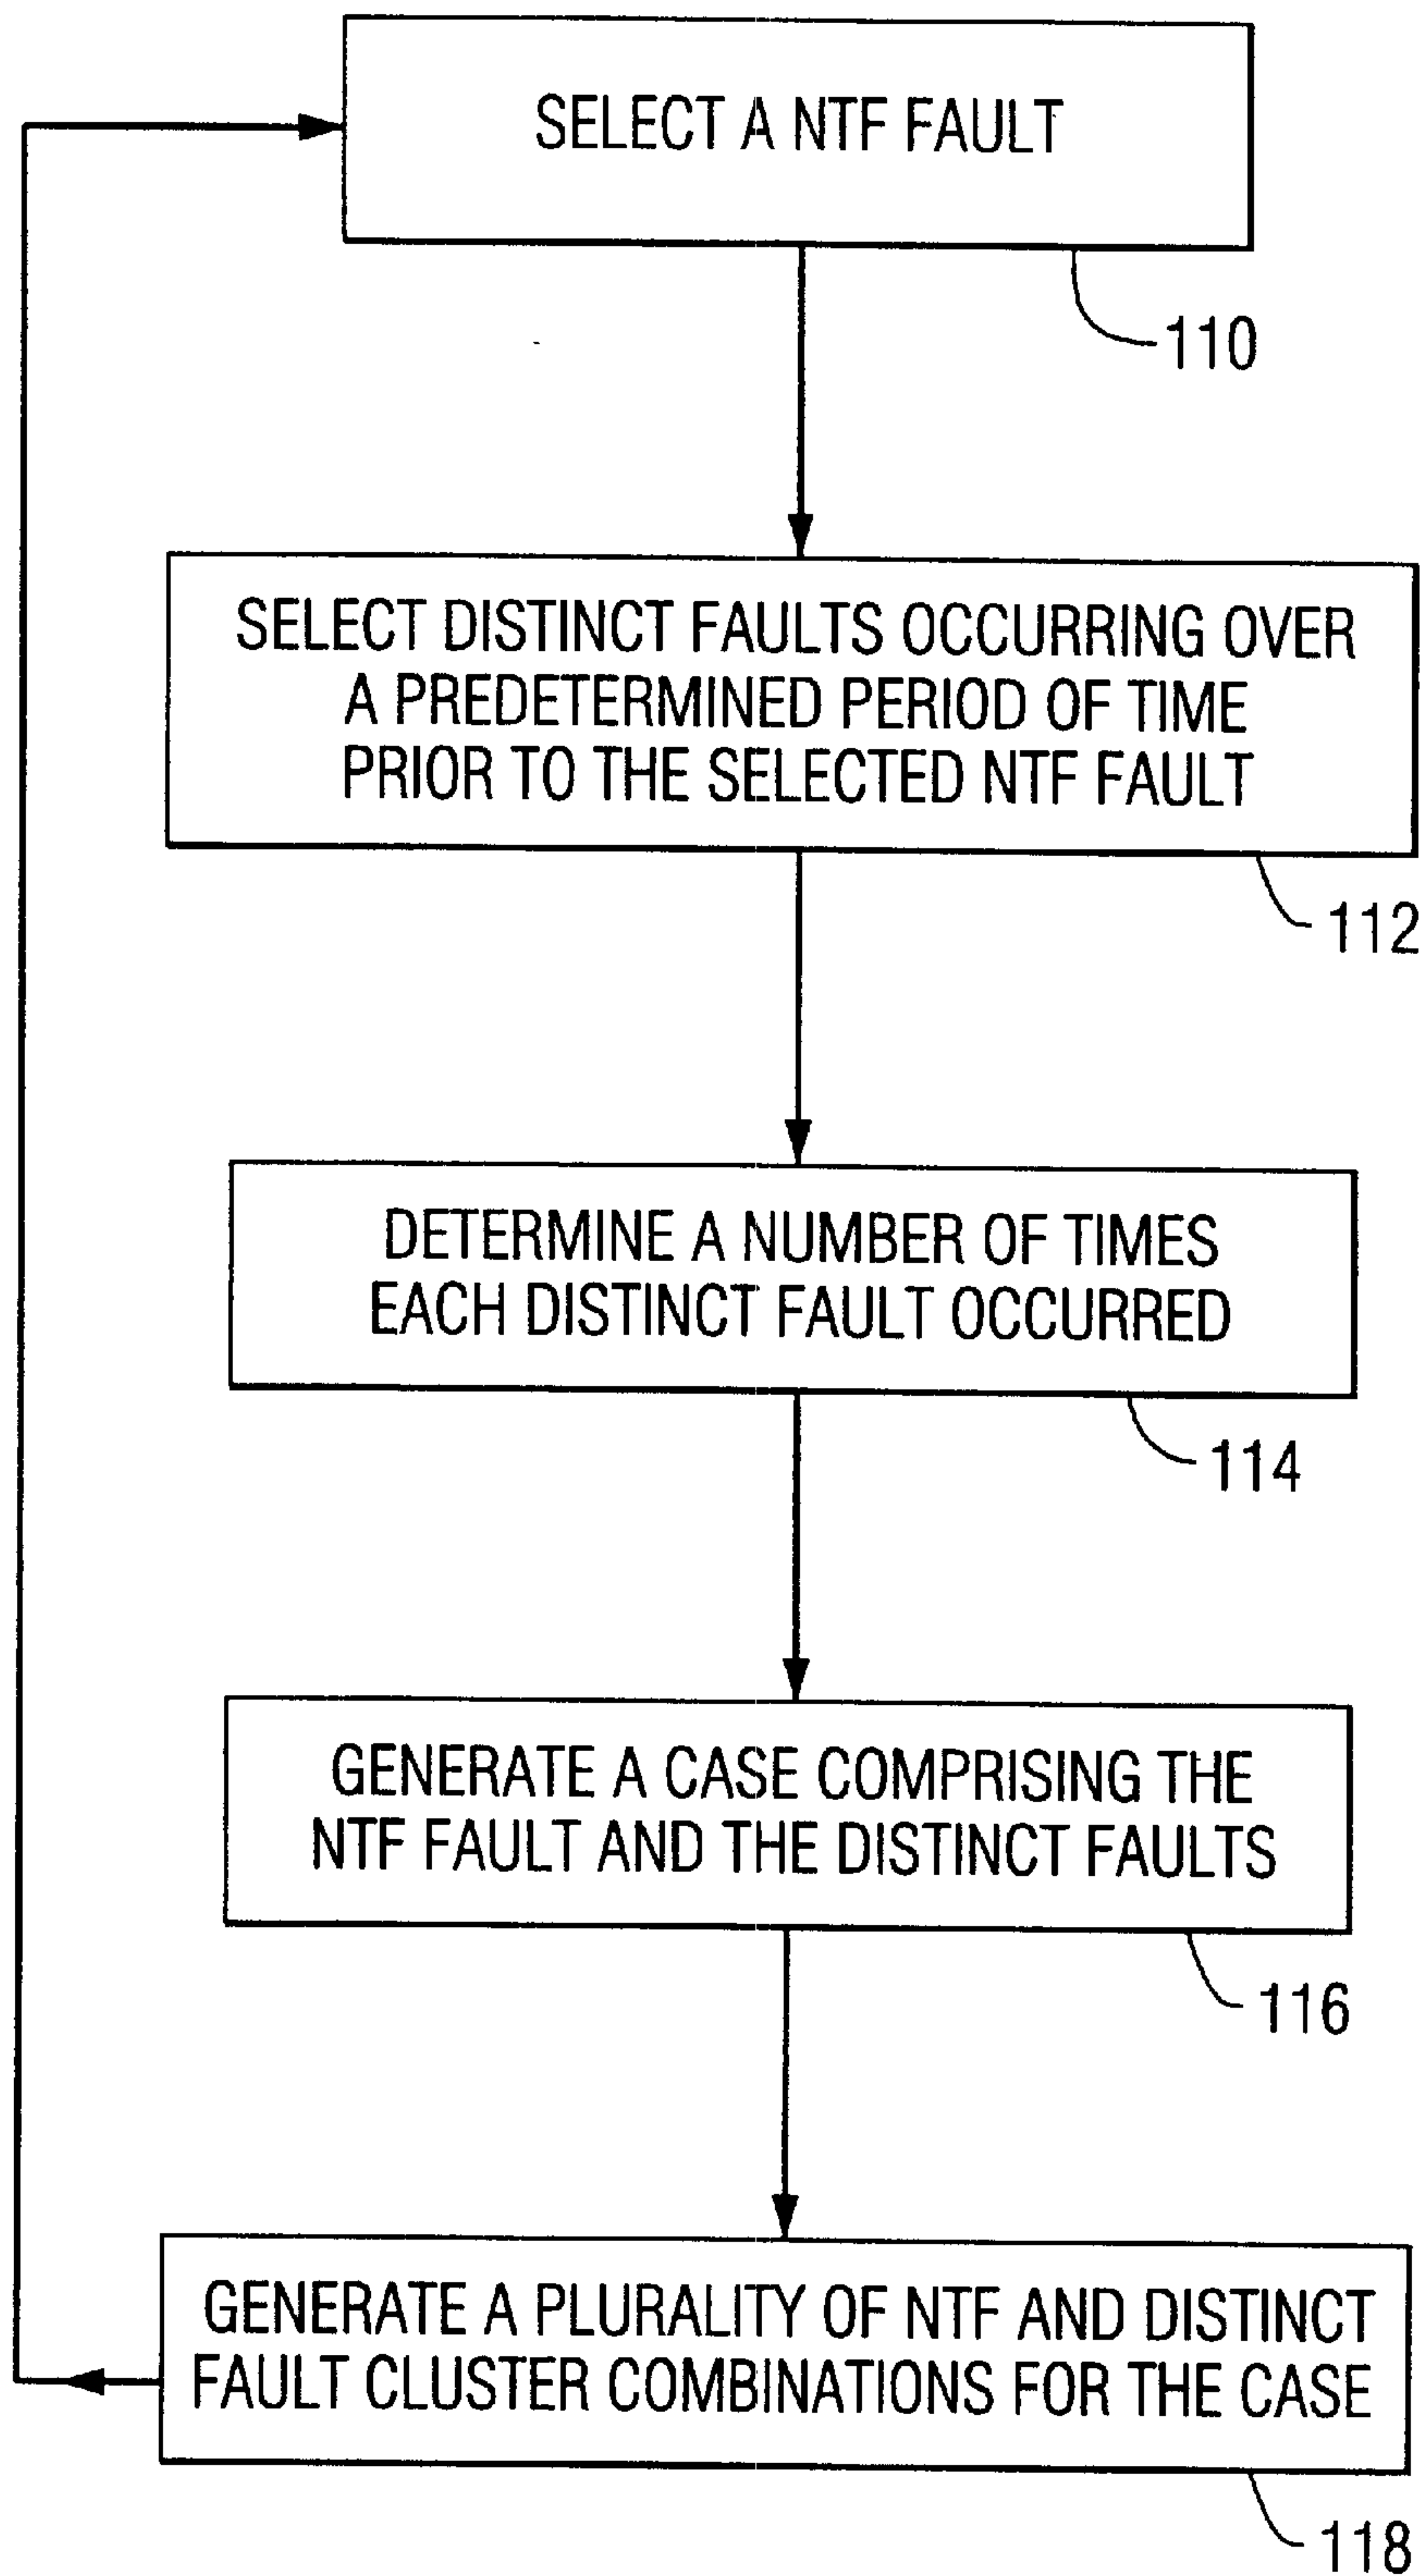 SELECT A NTF FAULT
110
SELECT DISTINCT FAULTS OCCURRING OVER
A PREDETERMINED PERIOD OF TIME
PRIOR TO THE SELECTED NTF FAULT
112
DETERMINE A NUMBER OF TIMES
EACH DISTINCT FAULT OCCURRED
114
GENERATE A CASE COMPRISING THE
NTF FAULT AND THE DISTINCT FAULTS
116
GENERATE A PLURALITY OF NTF AND DISTINCT
FAULT CLUSTER COMBINATIONS FOR THE CASE
118